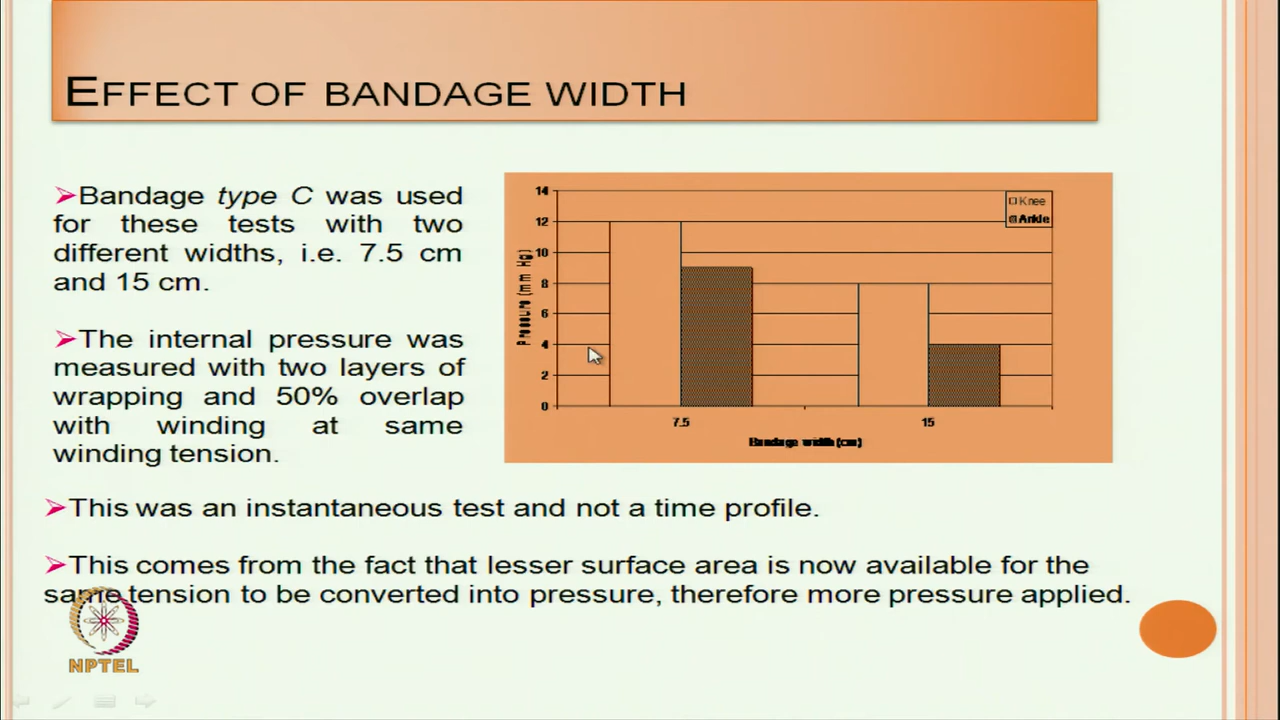 EFFECT OF BANDAGE WIDTH
Bandage type C was used
for these tests with two
different widths, i.e. 7.5 cm
and 15 cm.
The internal pressure was
measured with two layers of
wrapping and 50% overlap
with winding at same
winding tension.
14
12
10
8
6
4
2
0
Pressure (mm Hg)
Knee
Ankle
7.5
15
Bandage width (cm)
This was an instantaneous test and not a time profile.
This comes from the fact that lesser surface area is now available for the
same tension to be converted into pressure, therefore more pressure applied.
NPTEL